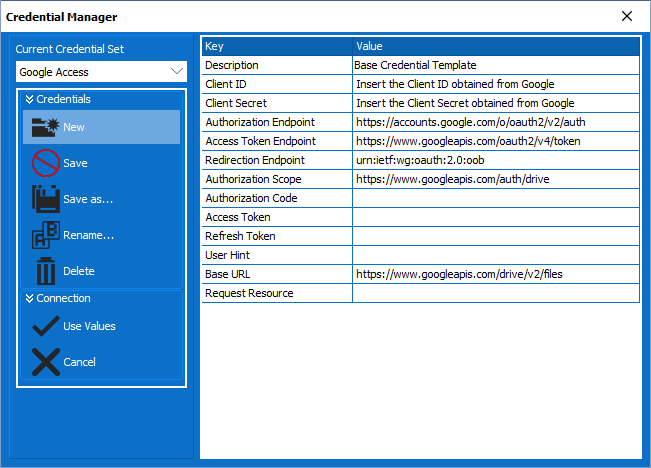 Credential Manager
Current Credential Set
Google Access
Credentials
New
Save
Save as...
Rename...
Delete
Connection
Use Values
Cancel
Key Value
Description Base Credential Template
Client ID Insert the Client ID obtained from Google
Client Secret Insert the Client Secret obtained from Google
Authorization Endpoint https://accounts.google.com/o/oauth2/v2/auth
Access Token Endpoint https://www.googleapis.com/oauth2/v4/token
Redirection Endpoint urn:ietf:wg:oauth:2.0:oob
Authorization Scope https://www.googleapis.com/auth/drive
Authorization Code
Access Token
Refresh Token
User Hint
Base URL https://www.googleapis.com/drive/v2/files
Request Resource